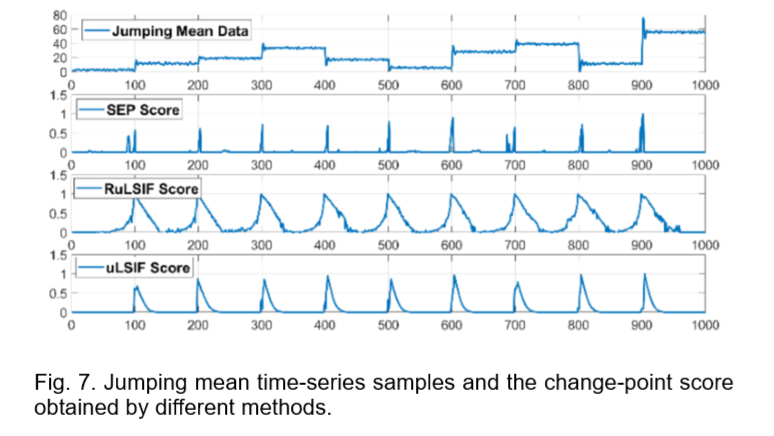 80
60
40
20
0
Jumping Mean Data
0 100 200 300 400 500 600 700 800 900 1000
1.5
1
0.5
0
SEP Score
0 100 200 300 400 500 600 700 800 900 1000
1.5
1
0.5
0
RuLSIF Score
0 100 200 300 400 500 600 700 800 900 1000
1.5
1
0.5
0
uLSIF Score
0 100 200 300 400 500 600 700 800 900 1000
Fig. 7. Jumping mean time-series samples and the change-point score
obtained by different methods.